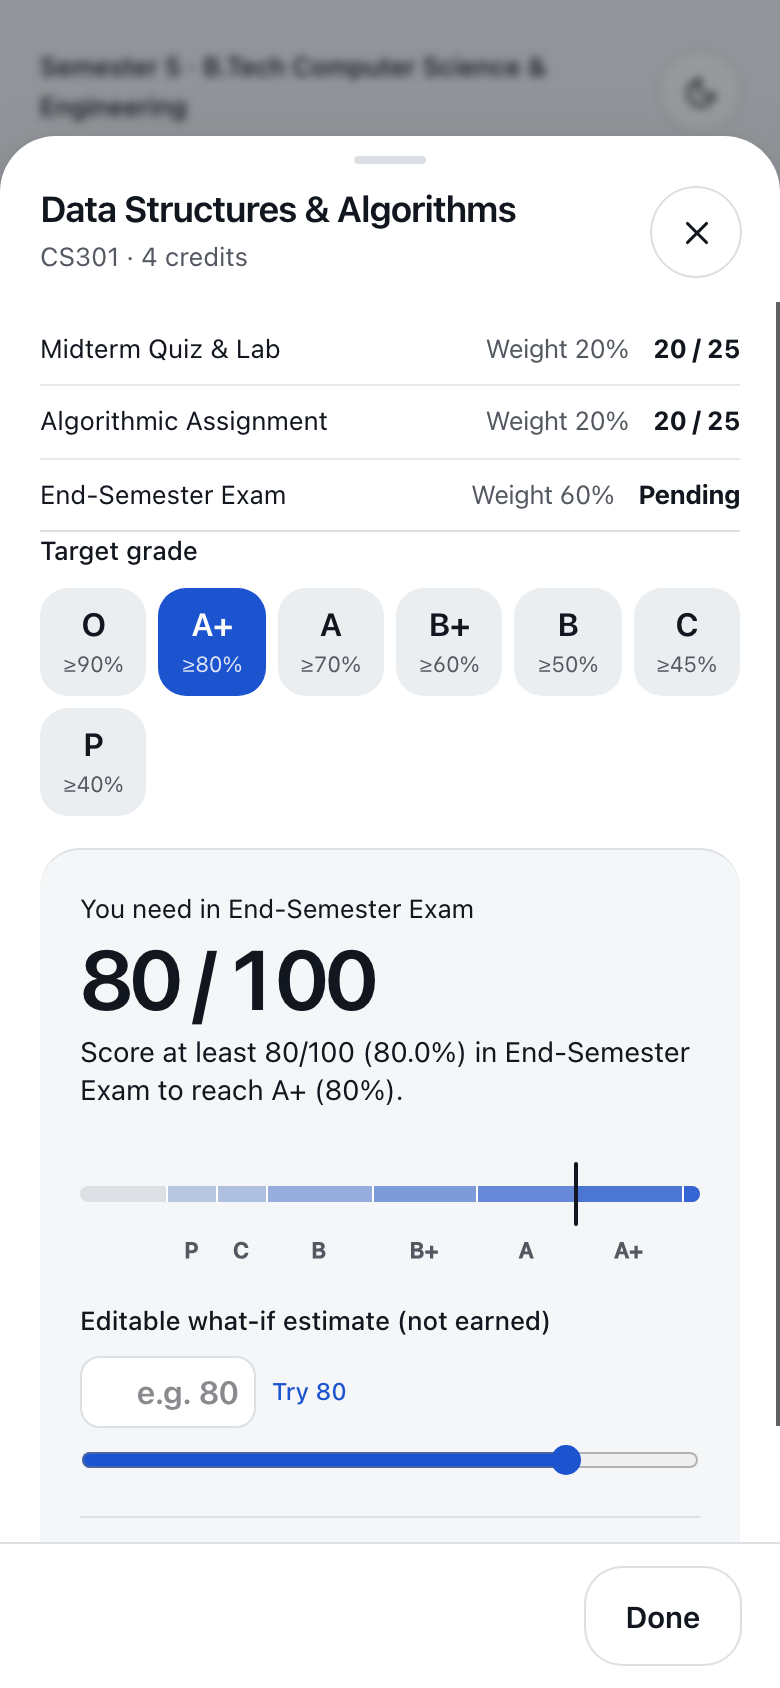 Semester 5 · B.Tech Computer Science &
Engineering
Data Structures & Algorithms
CS301 · 4 credits
Midterm Quiz & Lab Weight 20% 20 / 25
Algorithmic Assignment Weight 20% 20 / 25
End-Semester Exam Weight 60% Pending
Target grade
O A+ A B+ B C
≥90% ≥80% ≥70% ≥60% ≥50% ≥45%
P
≥40%
You need in End-Semester Exam
80 / 100
Score at least 80/100 (80.0%) in End-Semester
Exam to reach A+ (80%).
P C B B+ A A+
Editable what-if estimate (not earned)
e.g. 80 Try 80
Done